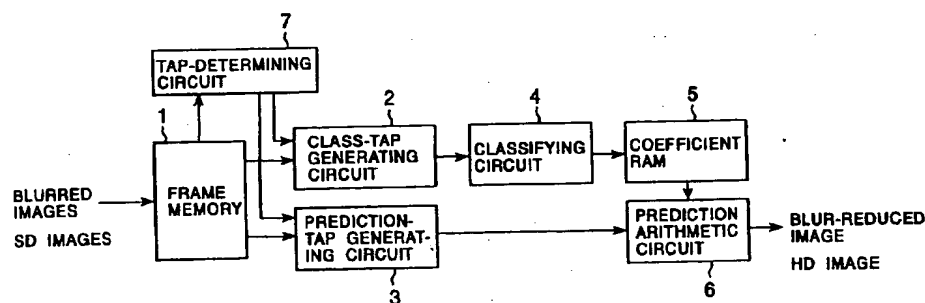 7
TAP-DETERMINING
CIRCUIT
1
2
4
5
CLASS-TAP
GENERATING
CIRCUIT
CLASSIFYING
CIRCUIT
COEFFICIENT
RAM
BLURRED
IMAGES
SD IMAGES
FRAME
MEMORY
PREDICTION-
TAP GENERAT-
ING CIRCUIT
3
PREDICTION
ARITHMETIC
CIRCUIT
6
BLUR-REDUCED
IMAGE
HD IMAGE